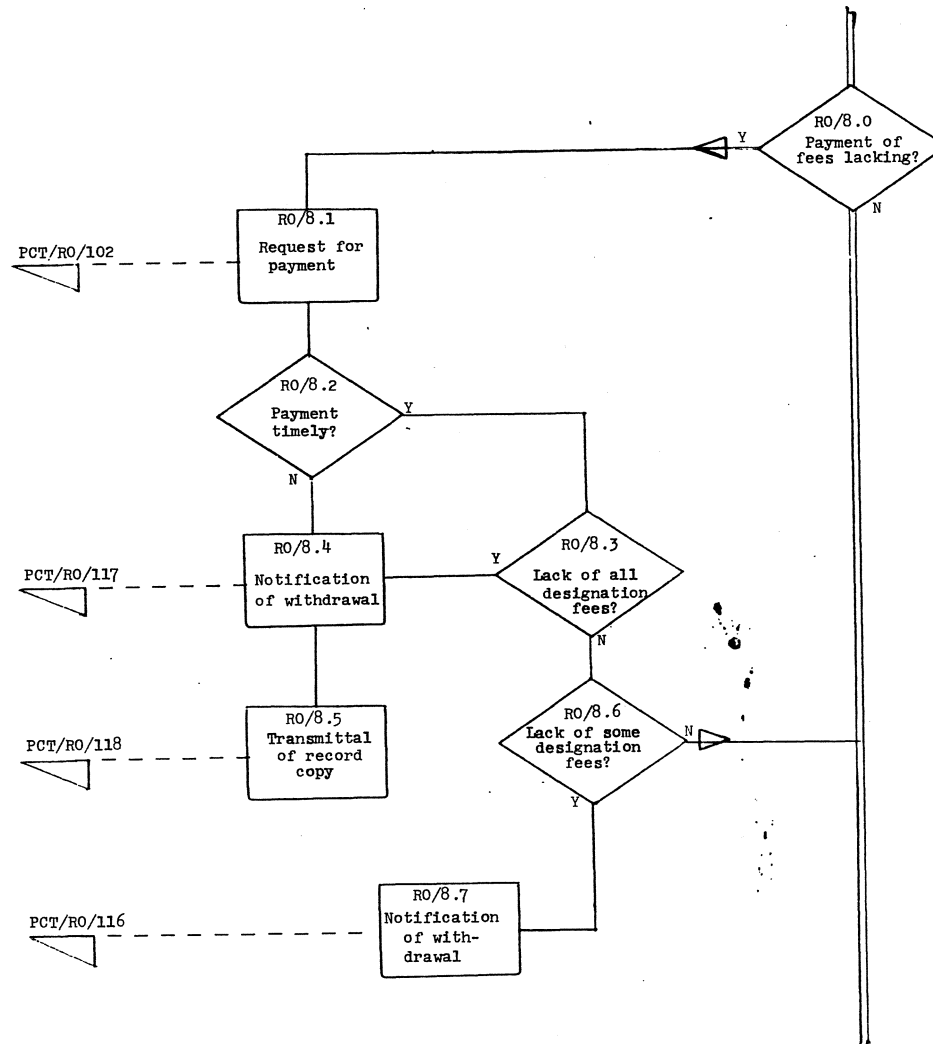 RO/8.0
Y
Payment of
fees lacking?
N
RO/8.1
Request for
payment
PCT/RO/102
RO/8.2
Payment
timely?
Y
N
RO/8.4
Notification
of withdrawal
PCT/RO/117
Y
RO/8.3
Lack of all
designation
fees?
N
RO/8.5
Transmittal
of record
copy
PCT/RO/118
RO/8.6
Lack of some
designation
fees?
N
Y
RO/8.7
Notification
of with-
drawal
PCT/RO/116